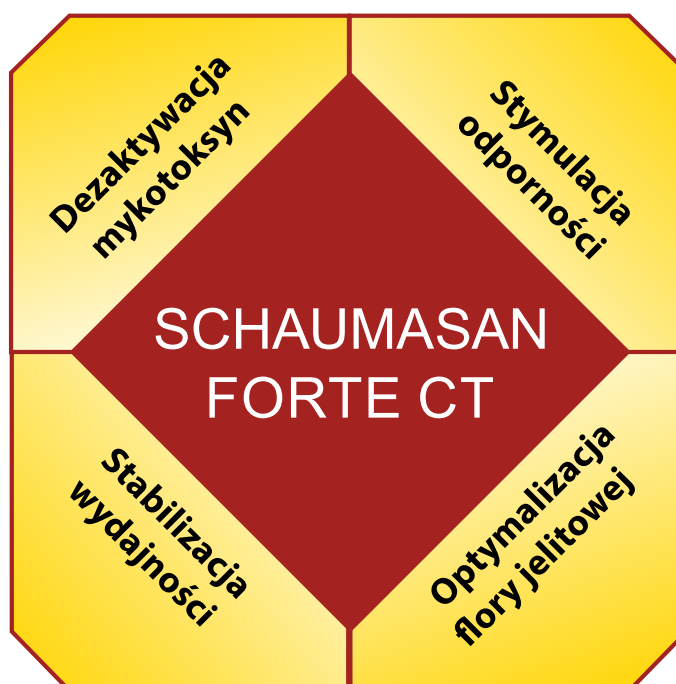 Dezaktywacja
mykotoksyn
Stymulacja
odporności
SCHAUMASAN
FORTE CT
Stabilizacja
wydajności
Optymalizacja
flory jelitowej